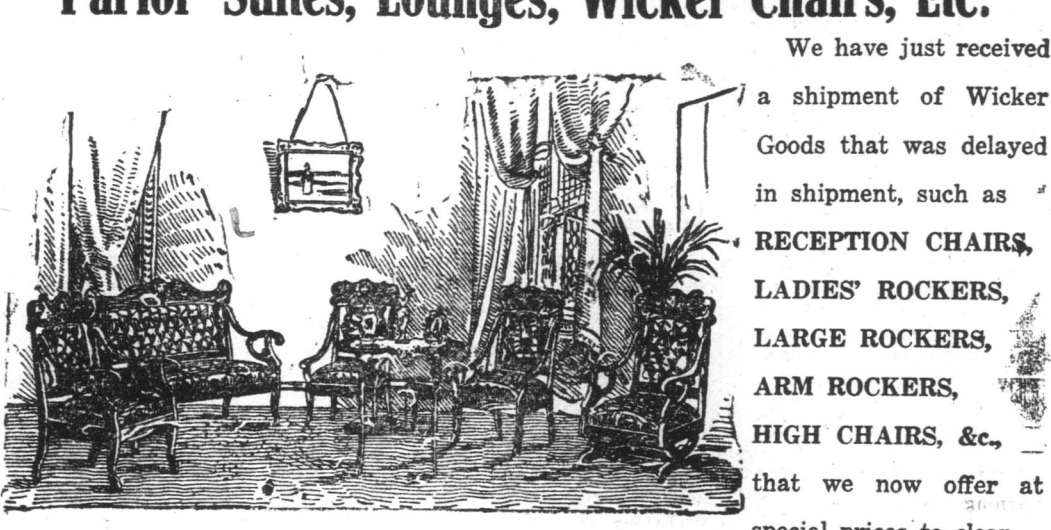 Parlor Suites, Lounges, Wicker Chairs, Etc.
We have just received
a shipment of Wicker
Goods that was delayed
in shipment, such as
RECEPTION CHAIRS,
LADIES' ROCKERS,
LARGE ROCKERS,
ARM ROCKERS,
HIGH CHAIRS, &c.,
that we now offer at
special prices to clear